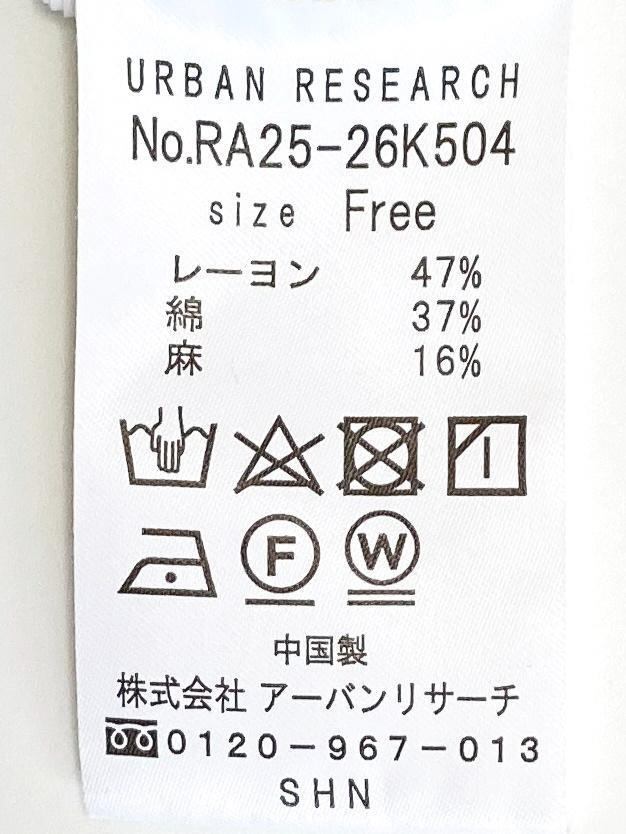 URBAN RESEARCH
No.RA25-26K504
size Free
レーヨン 47%
綿 37%
麻 16%
F W
中国製
株式会社 アーバンリサーチ
0120-967-013
SHN